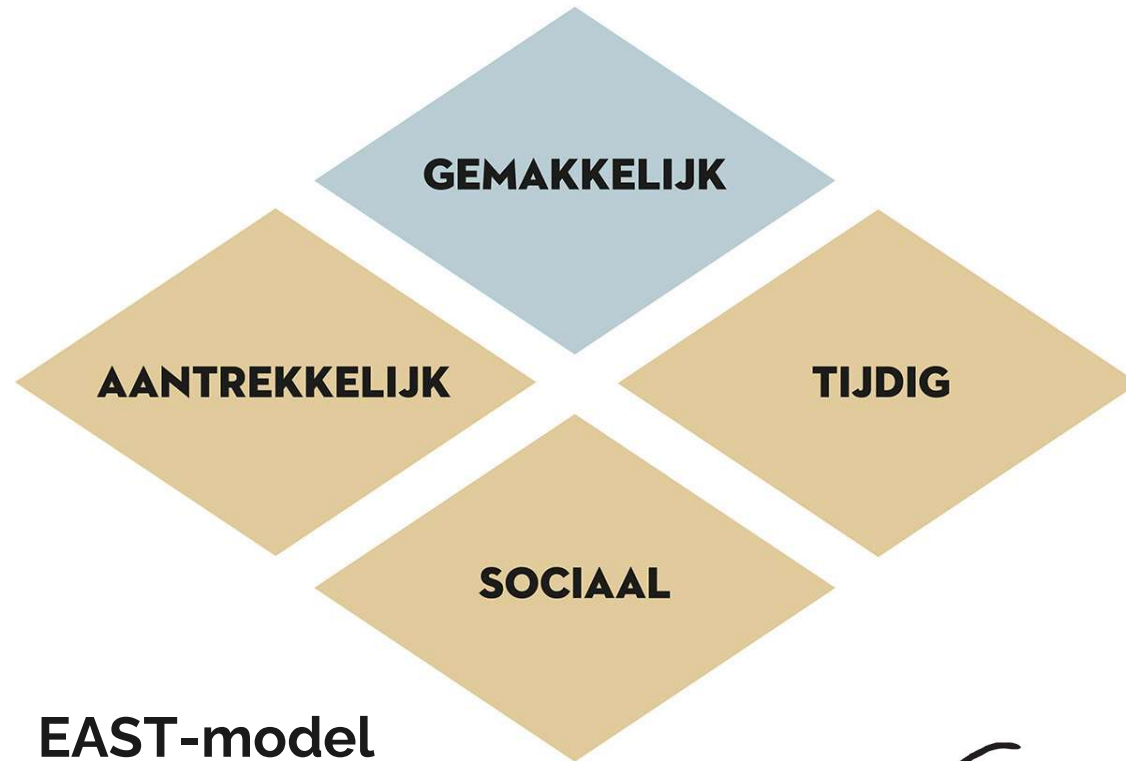 GEMAKKELIJK
AANTREKKELIJK
TIJDIG
SOCIAAL
EAST-model